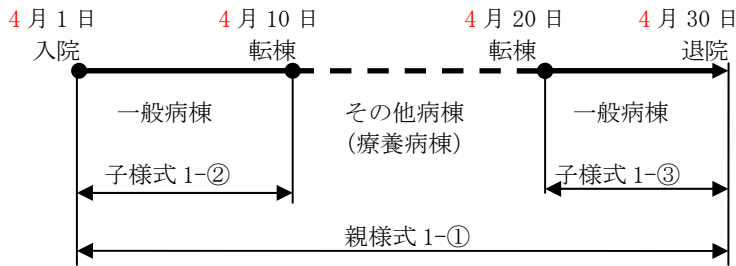 4月1日 4月10日 4月20日 4月30日
入院 転棟 転棟 退院
一般病棟 その他病棟 一般病棟
(療養病棟)
子様式 1-② 子様式 1-③
親様式 1-①